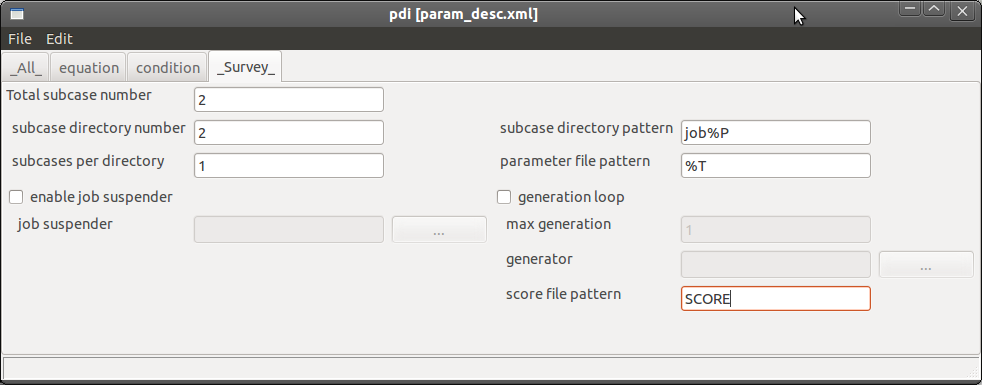 pdi [param_desc.xml]
File Edit
_All_ equation condition _Survey_
Total subcase number 2
subcase directory number 2 subcase directory pattern job%P
subcases per directory 1 parameter file pattern %T
enable job suspender generation loop
job suspender ... max generation 1
generator ...
score file pattern SCORE